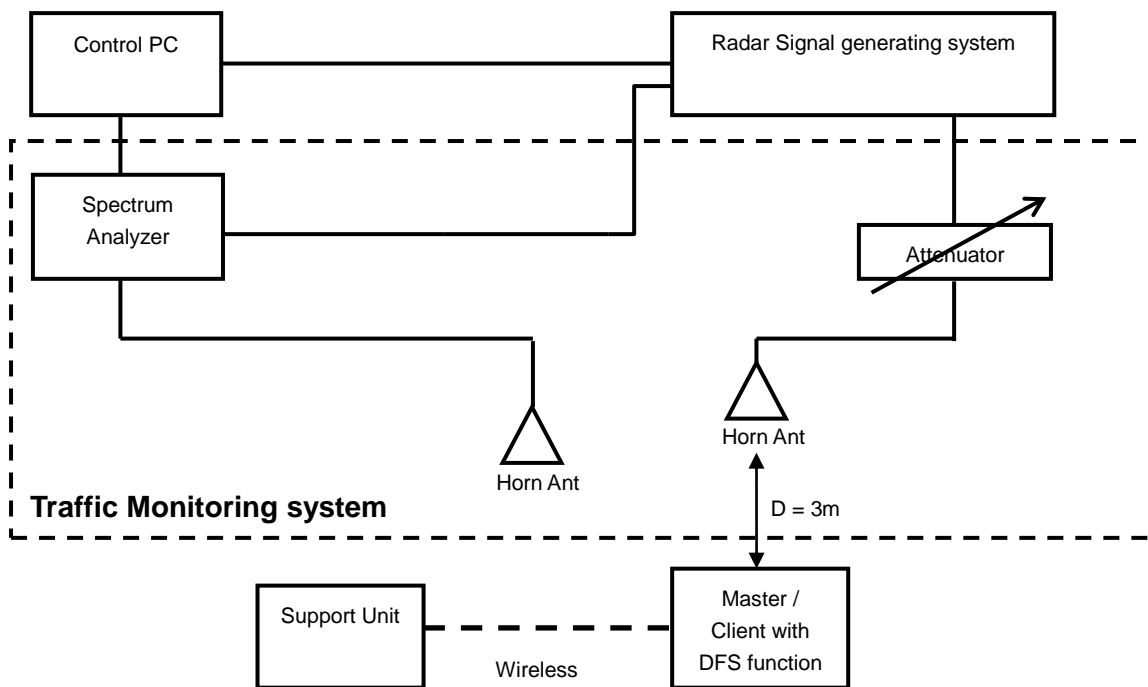 Control PC
Radar Signal generating system
Spectrum
Analyzer
Attenuator
Horn Ant
Horn Ant
Traffic Monitoring system
D = 3m
Support Unit
Wireless
Master /
Client with
DFS function